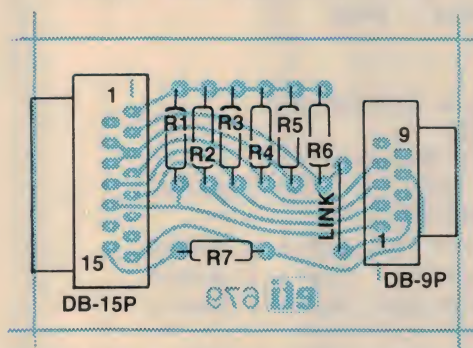 1
R1
R3
R5
R2
R4
R6
9
LINK
15
R7
1
DB-15P
DB-9P
eti 679